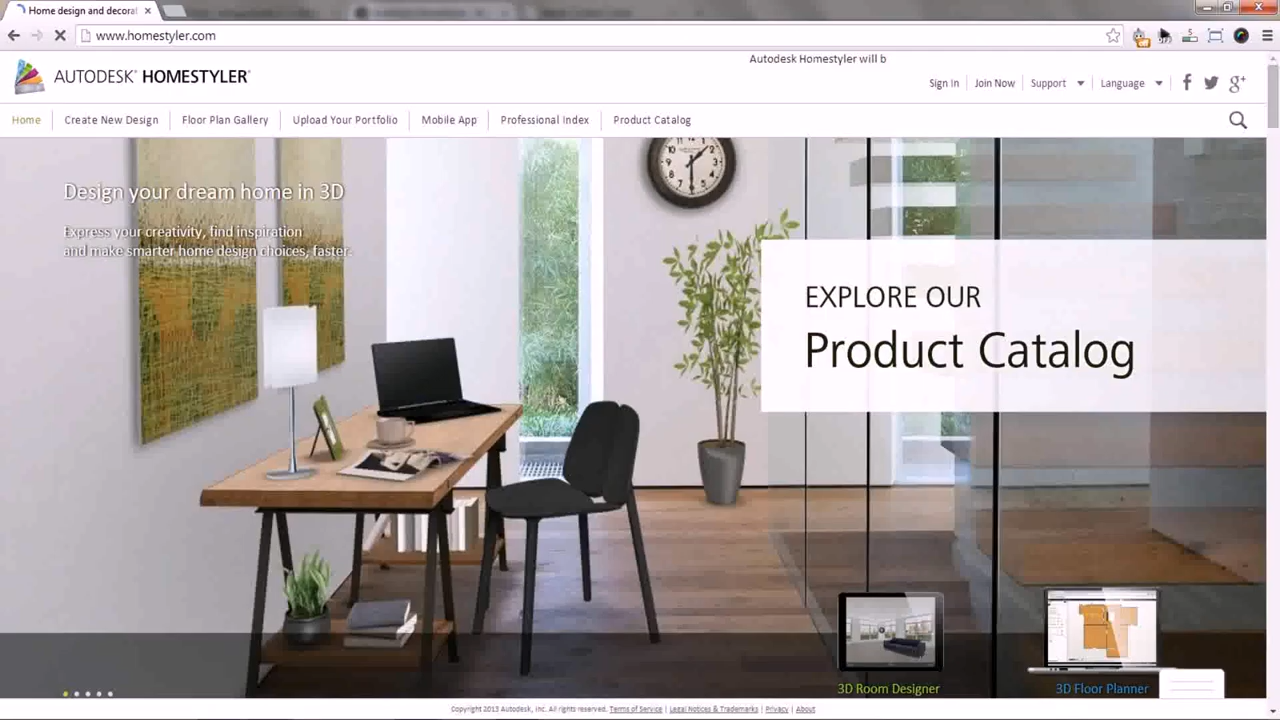 Home design and decorat
www.homestyler.com
Autodesk Homestyler will b
AUTODESK® HOMESTYLER®
Sign In
Join Now
Support
Language
Home
Create New Design
Floor Plan Gallery
Upload Your Portfolio
Mobile App
Professional Index
Product Catalog
Design your dream home in 3D
Express your creativity, find inspiration
and make smarter home design choices, faster.
EXPLORE OUR
Product Catalog
3D Room Designer
3D Floor Planner
Copyright 2013 Autodesk, Inc. All rights reserved. Terms of Service | Legal Notices & Trademarks | Privacy | About